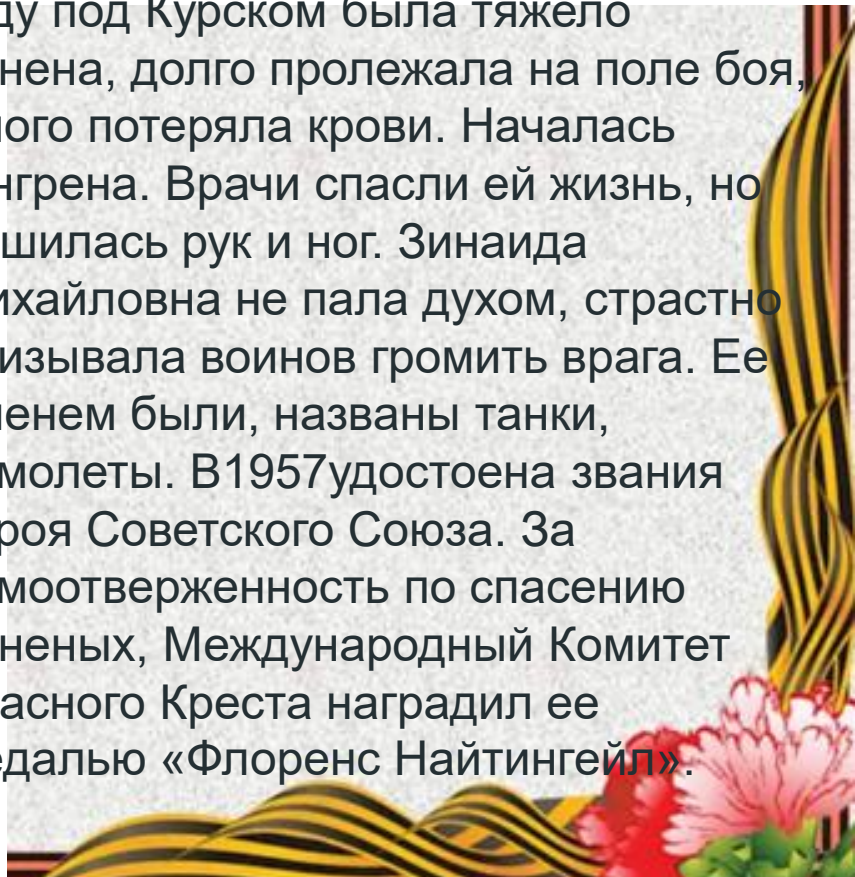 ду под Курском была тяжело
нена, долго пролежала на поле боя,
ого потеряла крови. Началась
нгрена. Врачи спасли ей жизнь, но
шилась рук и ног. Зинаида
ихайловна не пала духом, страстно
изывала воинов громить врага. Ее
енем были, названы танки,
молеты. В1957удостоена звания
роя Советского Союза. За
моотверженность по спасению
неных, Международный Комитет
асного Креста наградил ее
едалью «Флоренс Найтингейл».